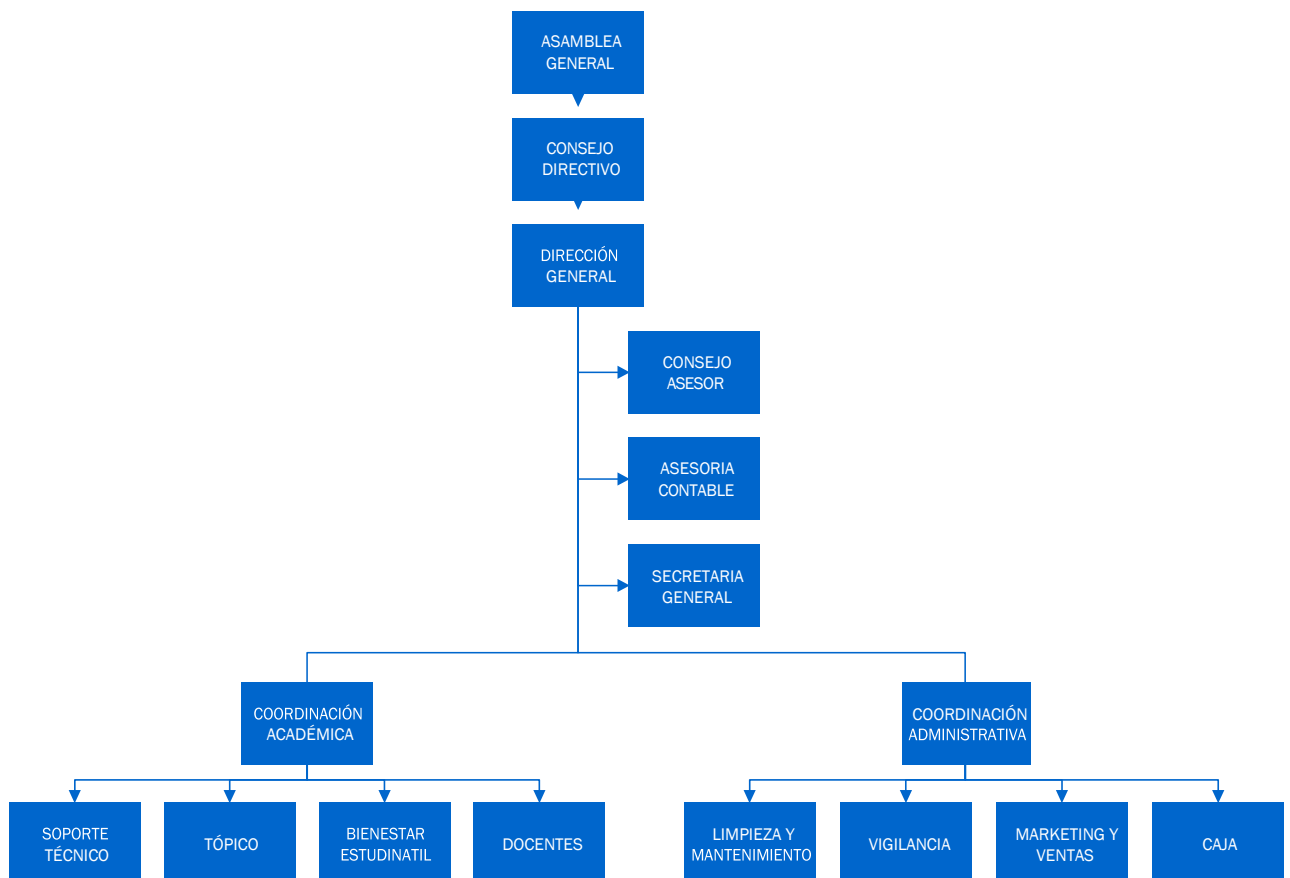 ASAMBLEA
GENERAL
CONSEJO
DIRECTIVO
DIRECCIÓN
GENERAL
CONSEJO
ASESOR
ASESORIA
CONTABLE
SECRETARIA
GENERAL
COORDINACIÓN
ACADÉMICA
COORDINACIÓN
ADMINISTRATIVA
SOPORTE
TÉCNICO
TÓPICO
BIENESTAR
ESTUDINATIL
DOCENTES
LIMPIEZA Y
MANTENIMIENTO
VIGILANCIA
MARKETING Y
VENTAS
CAJA